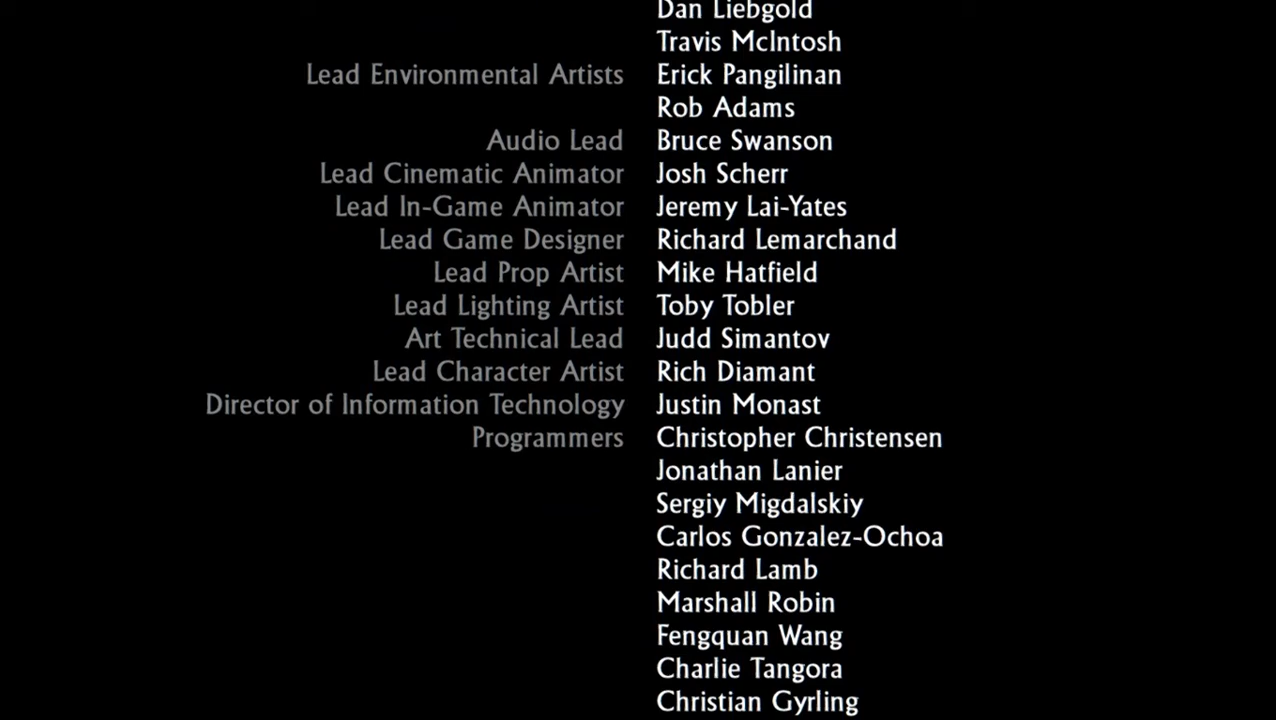 Dan Liebgold
Travis McIntosh
Lead Environmental Artists Erick Pangilinan
Rob Adams
Audio Lead Bruce Swanson
Lead Cinematic Animator Josh Scherr
Lead In-Game Animator Jeremy Lai-Yates
Lead Game Designer Richard Lemarchand
Lead Prop Artist Mike Hatfield
Lead Lighting Artist Toby Tobler
Art Technical Lead Judd Simantov
Lead Character Artist Rich Diamant
Director of Information Technology Justin Monast
Programmers Christopher Christensen
Jonathan Lanier
Sergiy Migdalskiy
Carlos Gonzalez-Ochoa
Richard Lamb
Marshall Robin
Fengquan Wang
Charlie Tangora
Christian Gyrling